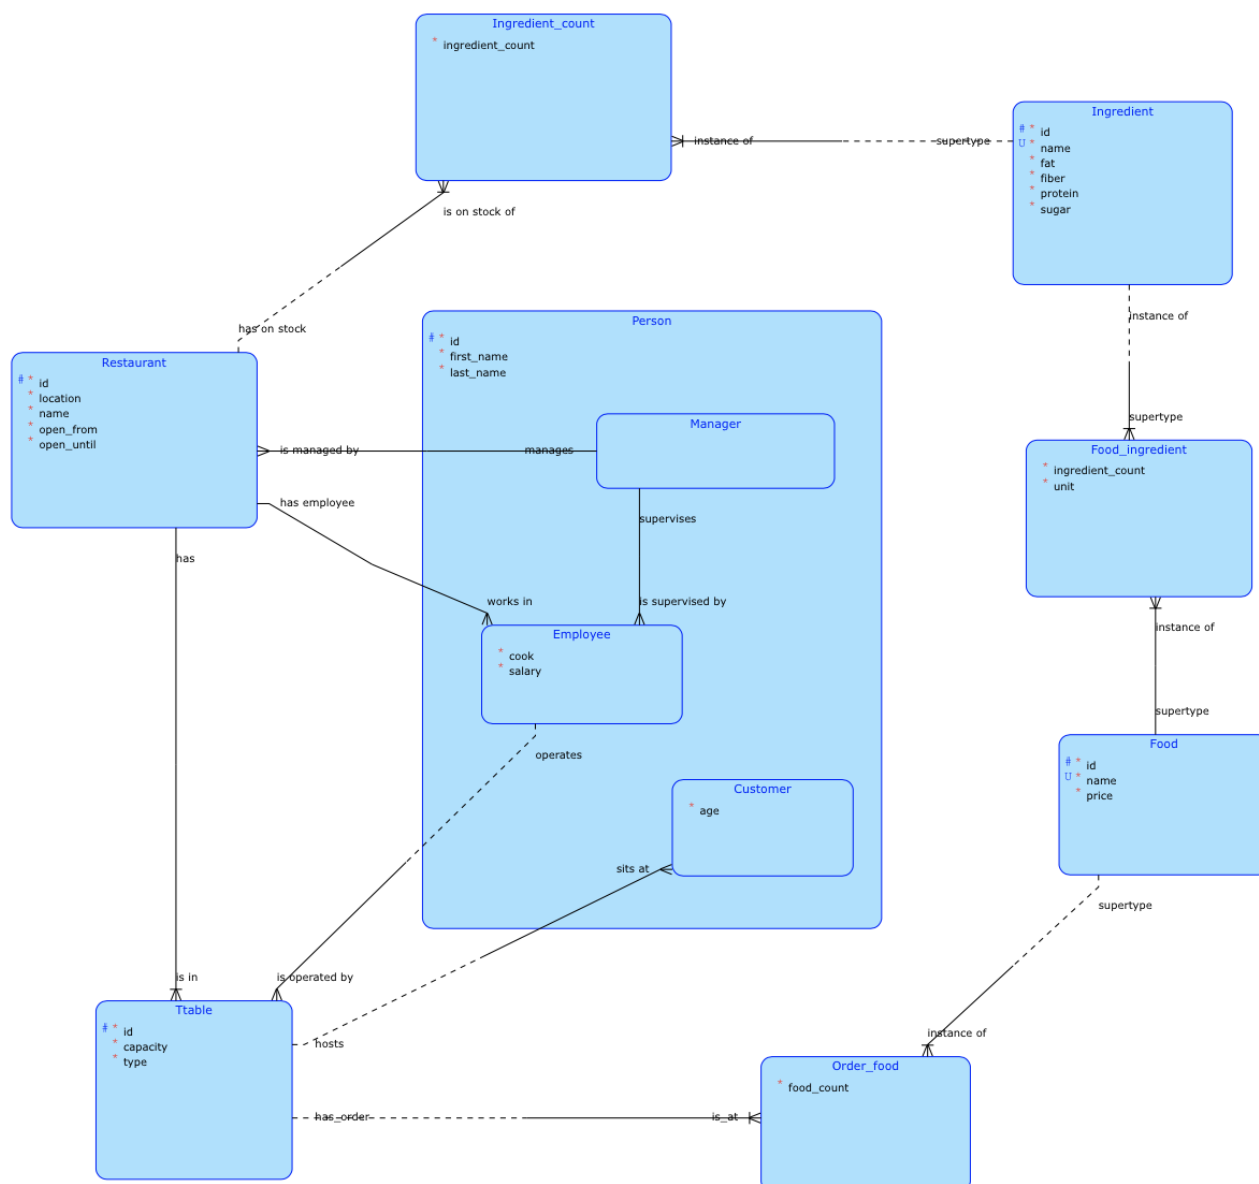 Ingredient_count
* ingredient_count
Ingredient
# * id
U * name
* fat
* fiber
* protein
* sugar
instance of
supertype
is on stock of
has on stock
instance of
supertype
Person
# * id
* first_name
* last_name
Restaurant
# * id
* location
* name
* open_from
* open_until
Manager
is managed by
manages
has employee
supervises
works in
is supervised by
Employee
* cook
* salary
operates
Food_ingredient
* ingredient_count
* unit
instance of
supertype
Food
# * id
U * name
* price
Customer
* age
sits at
supertype
has
is in
is operated by
Ttable
# * id
* capacity
* type
hosts
has_order
is_at
instance of
Order_food
* food_count